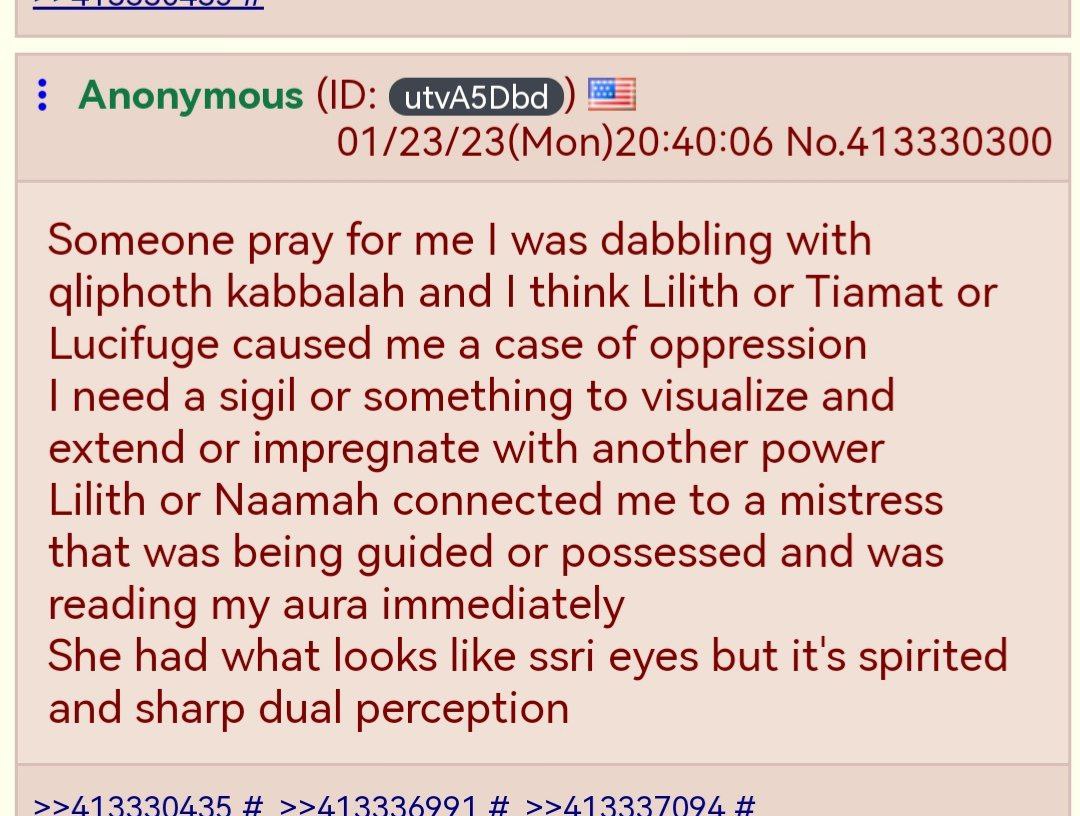 Anonymous (ID: utvA5Dbd)
01/23/23(Mon)20:40:06 No.413330300
Someone pray for me I was dabbling with
qliphoth kabbalah and I think Lilith or Tiamat or
Lucifuge caused me a case of oppression
I need a sigil or something to visualize and
extend or impregnate with another power
Lilith or Naamah connected me to a mistress
that was being guided or possessed and was
reading my aura immediately
She had what looks like ssri eyes but it's spirited
and sharp dual perception
>>413330435 # >>413336991 # >>413337094 #